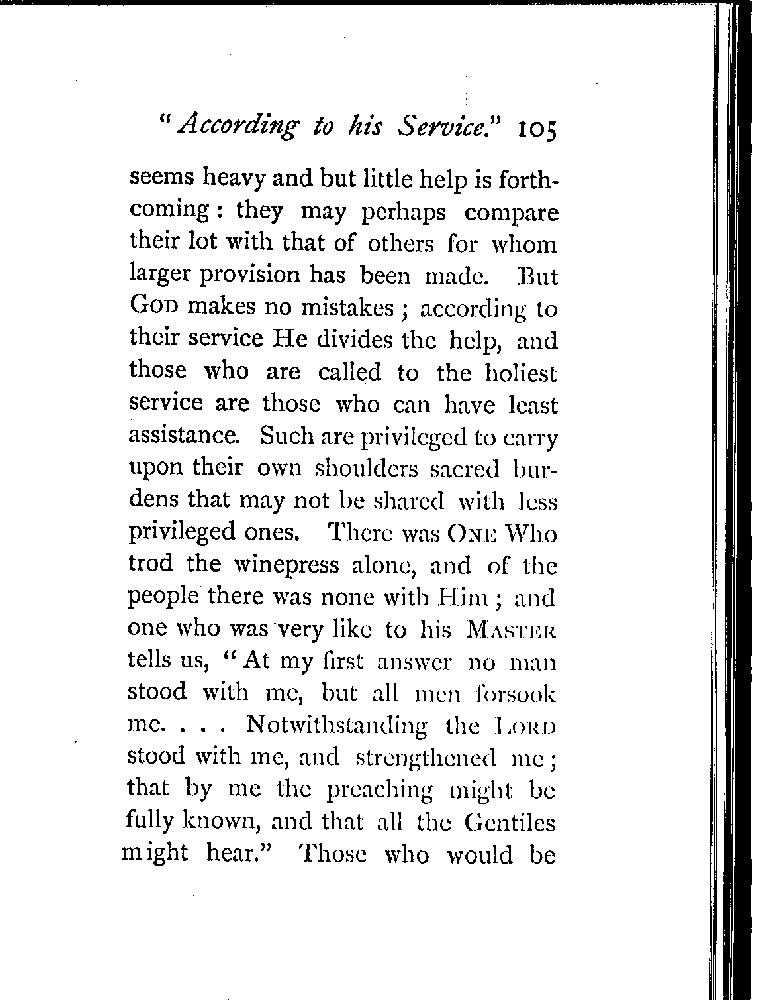 “According to his Service.” 105
seems heavy and but little help is forth-
coming : they may perhaps compare
their lot with that of others for whom
larger provision has been made. But
GOD makes no mistakes ; according to
their service He divides the help, and
those who are called to the holiest
service are those who can have least
assistance. Such are privileged to carry
upon their own shoulders sacred bur-
dens that may not be shared with less
privileged ones. There was ONE Who
trod the winepress alone, and of the
people there was none with Him ; and
one who was very like to his MASTER
tells us, “At my first answer no man
stood with me, but all men forsook
me. . . . Notwithstanding the LORD
stood with me, and strengthened me ;
that by me the preaching might be
fully known, and that all the Gentiles
might hear.” Those who would be